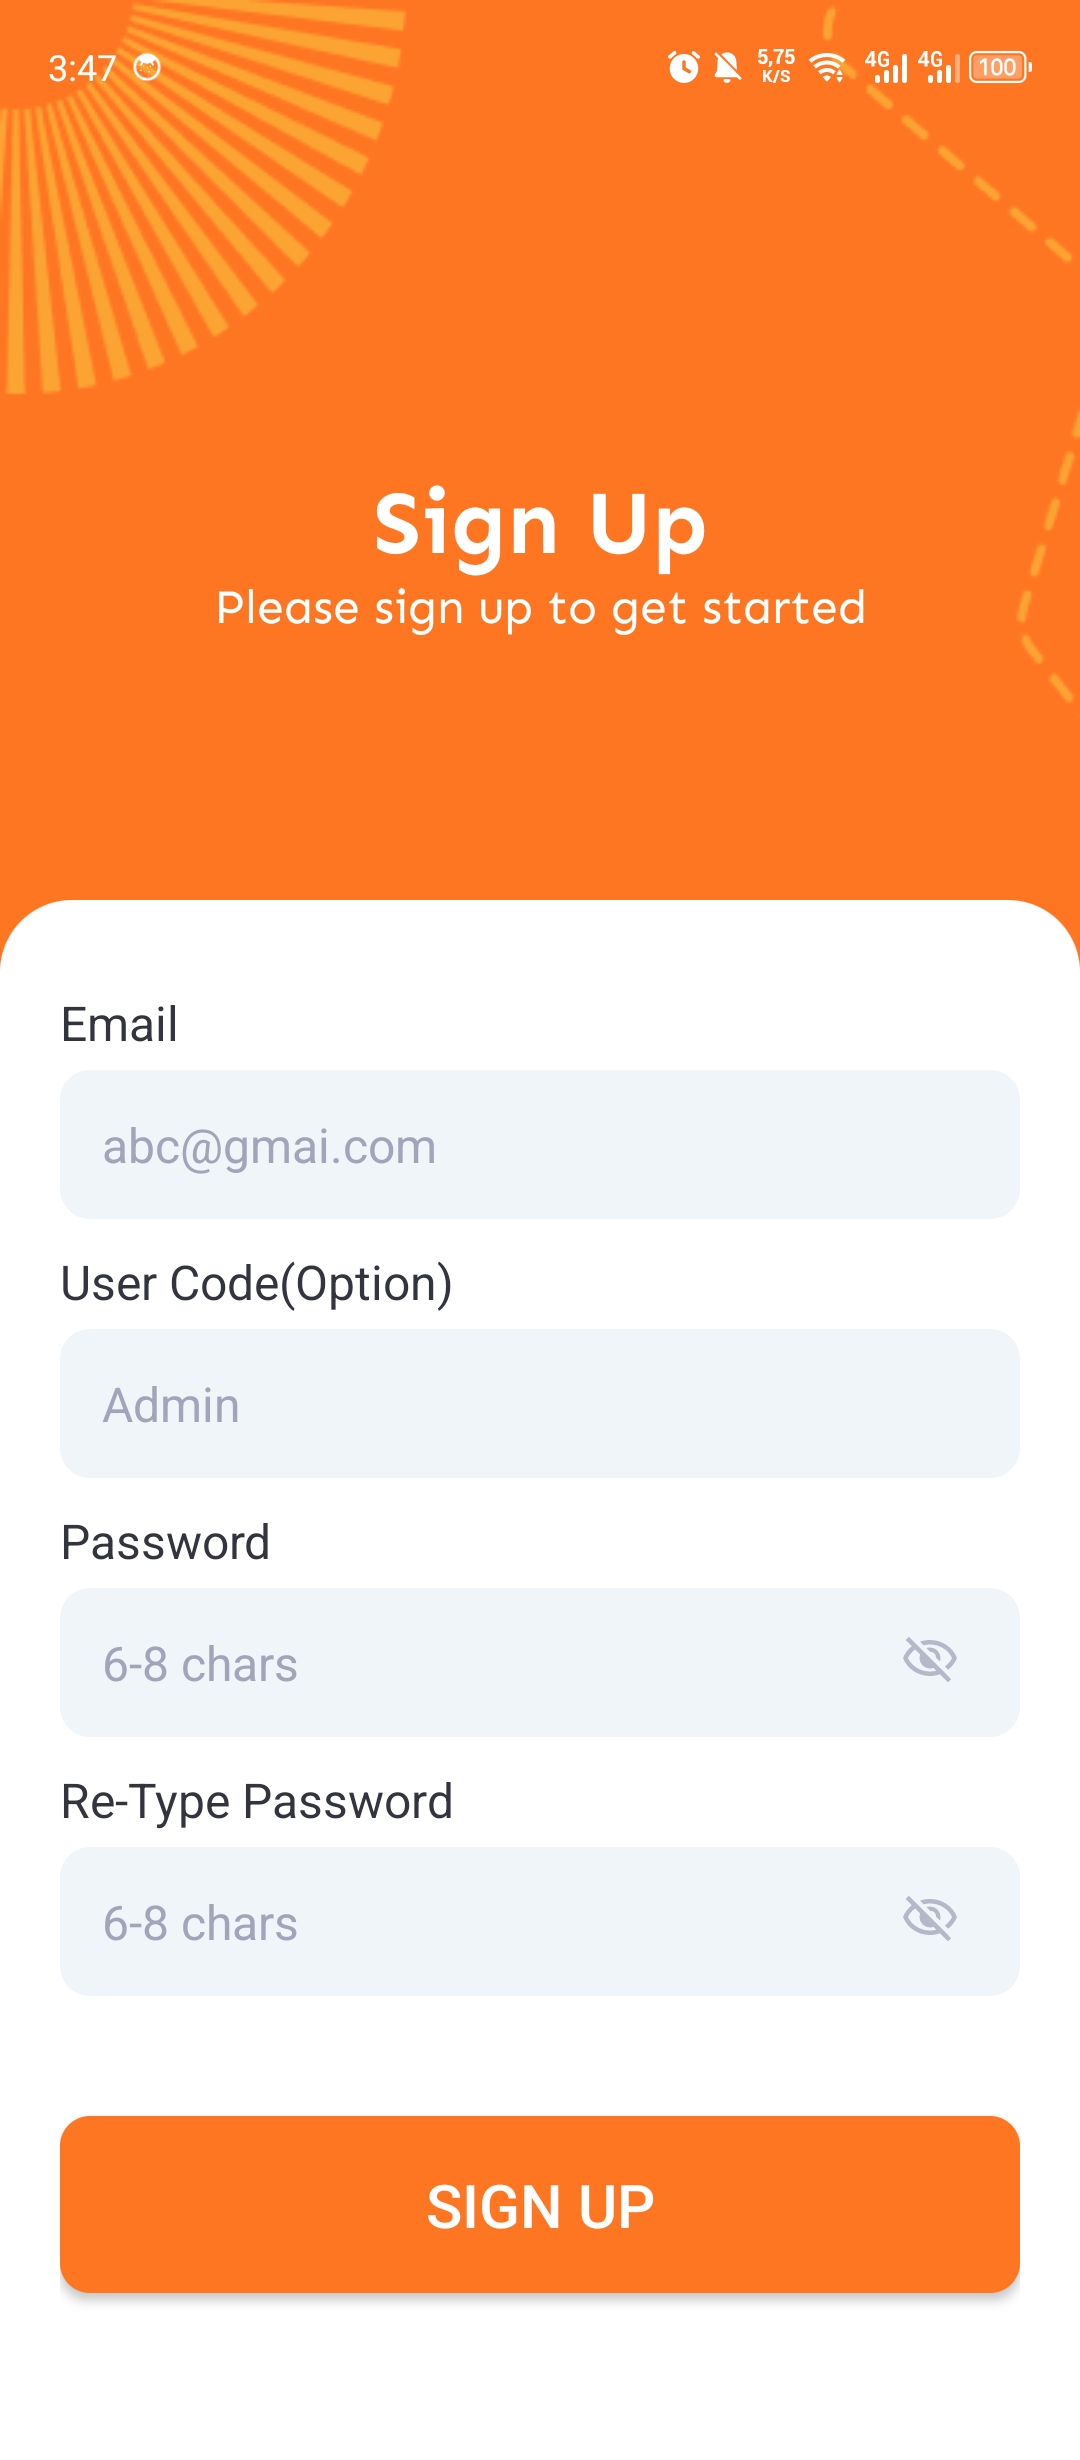 3:47
5,75
K/S
4G
4G
100
Sign Up
Please sign up to get started
Email
abc@gmai.com
User Code(Option)
Admin
Password
6-8 chars
Re-Type Password
6-8 chars
SIGN UP